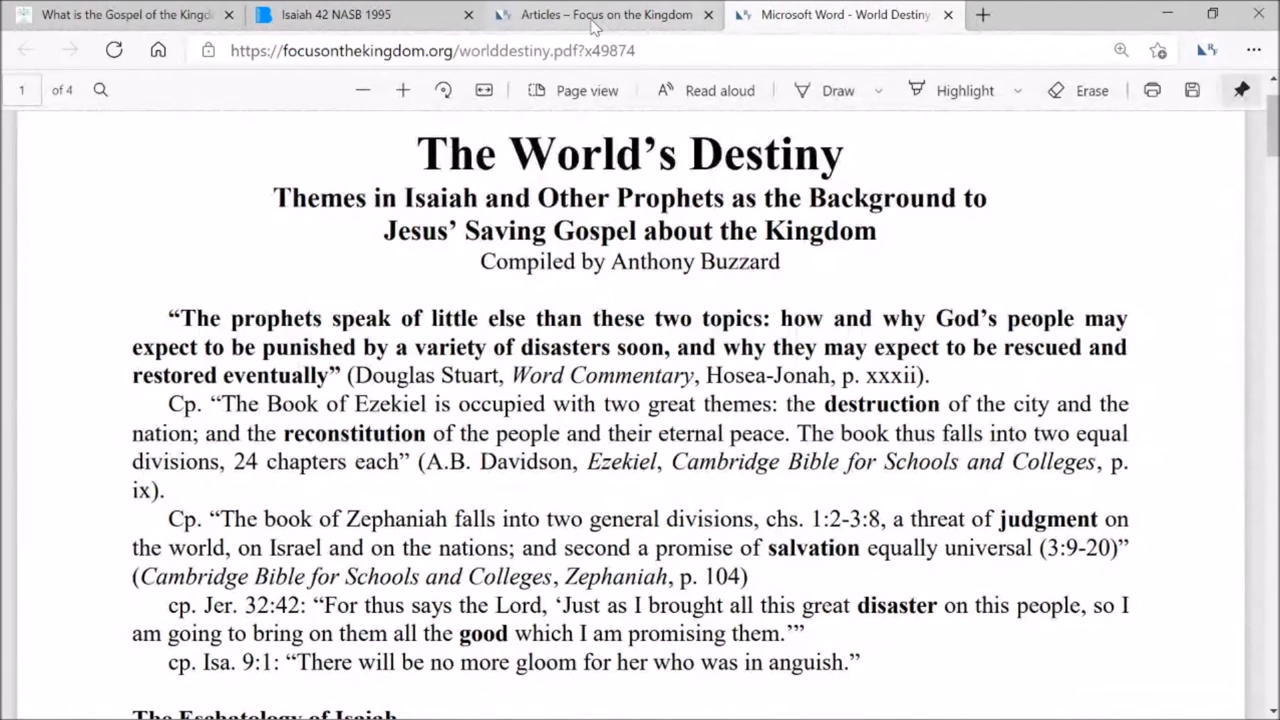 What is the Gospel of the Kingd
Isaiah 42 NASB 1995
Articles – Focus on the Kingdom
Microsoft Word - World Destiny
https://focusonthekingdom.org/worlddestiny.pdf?x49874
1 of 4
Page view
Read aloud
Draw
Highlight
Erase
The World’s Destiny
Themes in Isaiah and Other Prophets as the Background to
Jesus’ Saving Gospel about the Kingdom
Compiled by Anthony Buzzard
“The prophets speak of little else than these two topics: how and why God’s people may
expect to be punished by a variety of disasters soon, and why they may expect to be rescued and
restored eventually” (Douglas Stuart, Word Commentary, Hosea-Jonah, p. xxxii).
Cp. “The Book of Ezekiel is occupied with two great themes: the destruction of the city and the
nation; and the reconstitution of the people and their eternal peace. The book thus falls into two equal
divisions, 24 chapters each” (A.B. Davidson, Ezekiel, Cambridge Bible for Schools and Colleges, p.
ix).
Cp. “The book of Zephaniah falls into two general divisions, chs. 1:2-3:8, a threat of judgment on
the world, on Israel and on the nations; and second a promise of salvation equally universal (3:9-20)”
(Cambridge Bible for Schools and Colleges, Zephaniah, p. 104)
cp. Jer. 32:42: “For thus says the Lord, ‘Just as I brought all this great disaster on this people, so I
am going to bring on them all the good which I am promising them.’”
cp. Isa. 9:1: “There will be no more gloom for her who was in anguish.”
The Eschatology of Isaiah